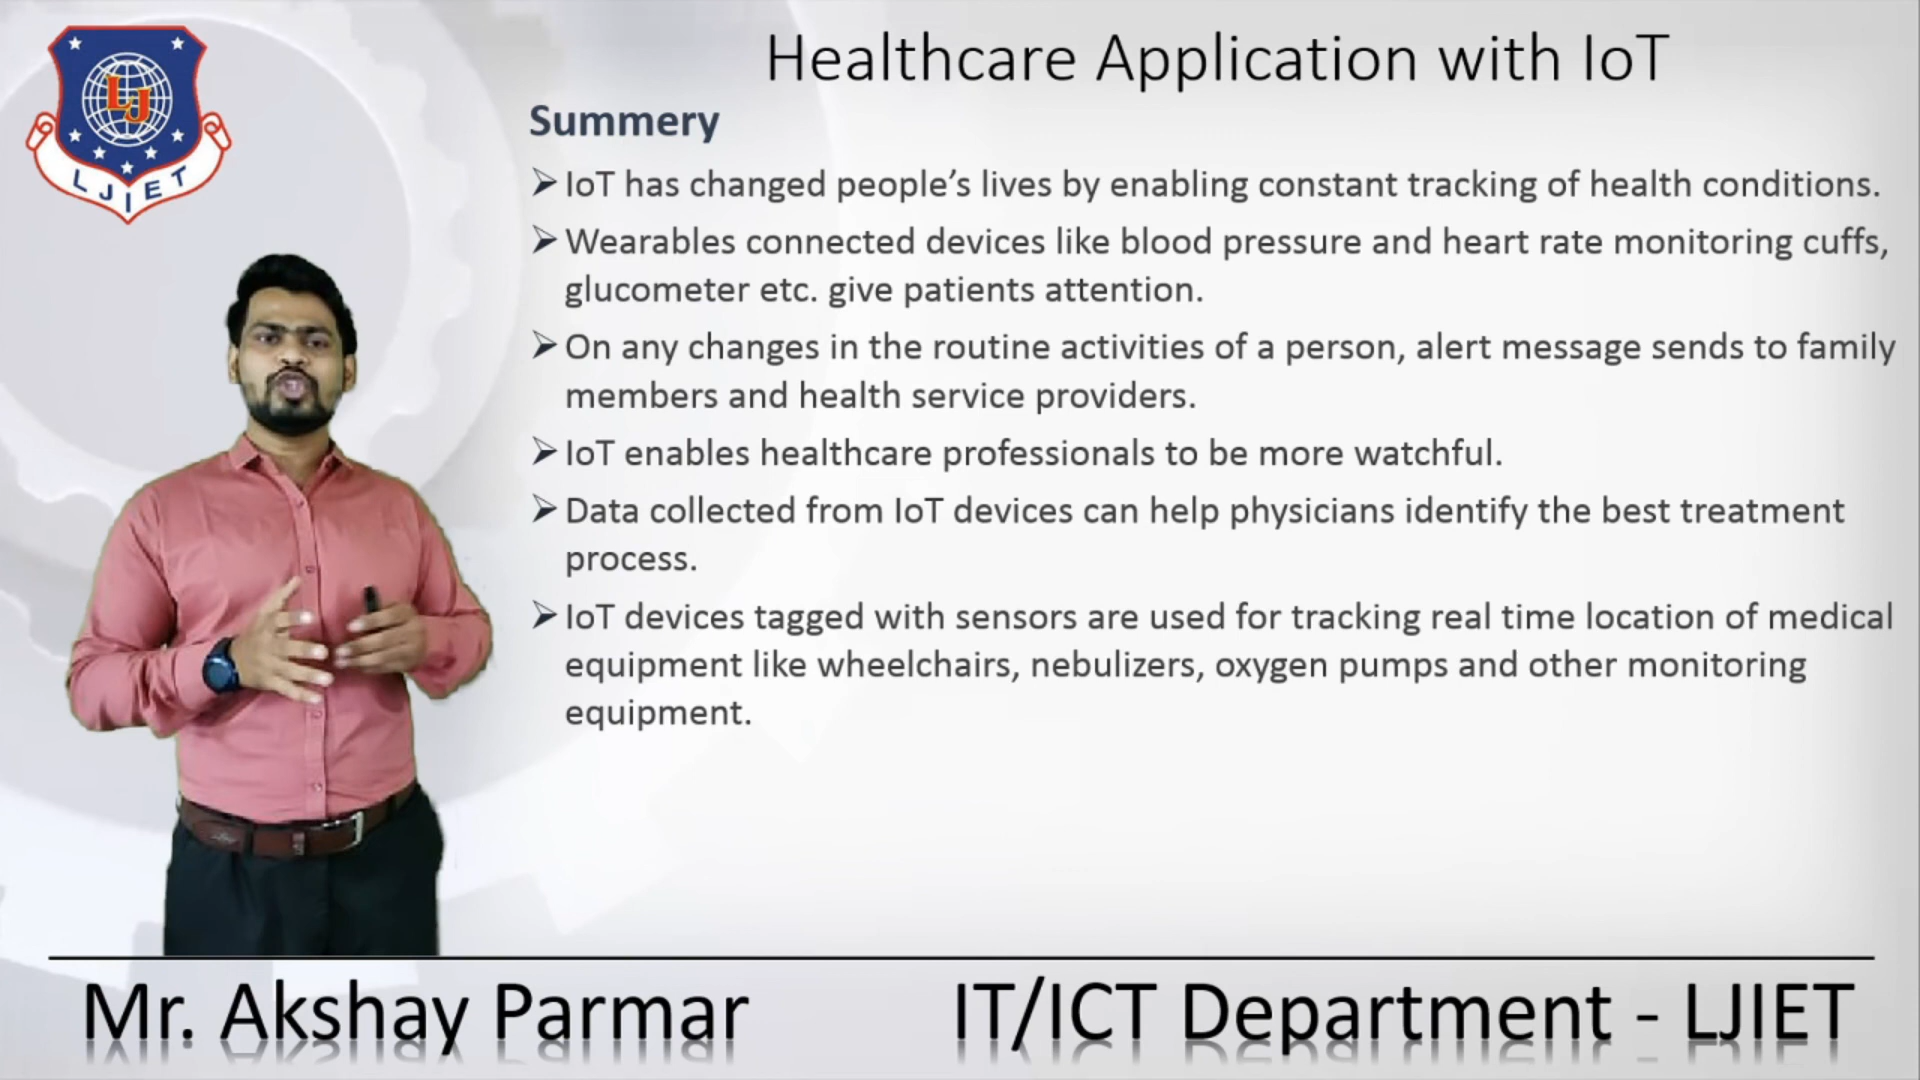 LJ
LJIET
Healthcare Application with IoT
Summery
➢ IoT has changed people’s lives by enabling constant tracking of health conditions.
➢ Wearables connected devices like blood pressure and heart rate monitoring cuffs,
glucometer etc. give patients attention.
➢ On any changes in the routine activities of a person, alert message sends to family
members and health service providers.
➢ IoT enables healthcare professionals to be more watchful.
➢ Data collected from IoT devices can help physicians identify the best treatment
process.
➢ IoT devices tagged with sensors are used for tracking real time location of medical
equipment like wheelchairs, nebulizers, oxygen pumps and other monitoring
equipment.
Mr. Akshay Parmar
IT/ICT Department - LJIET